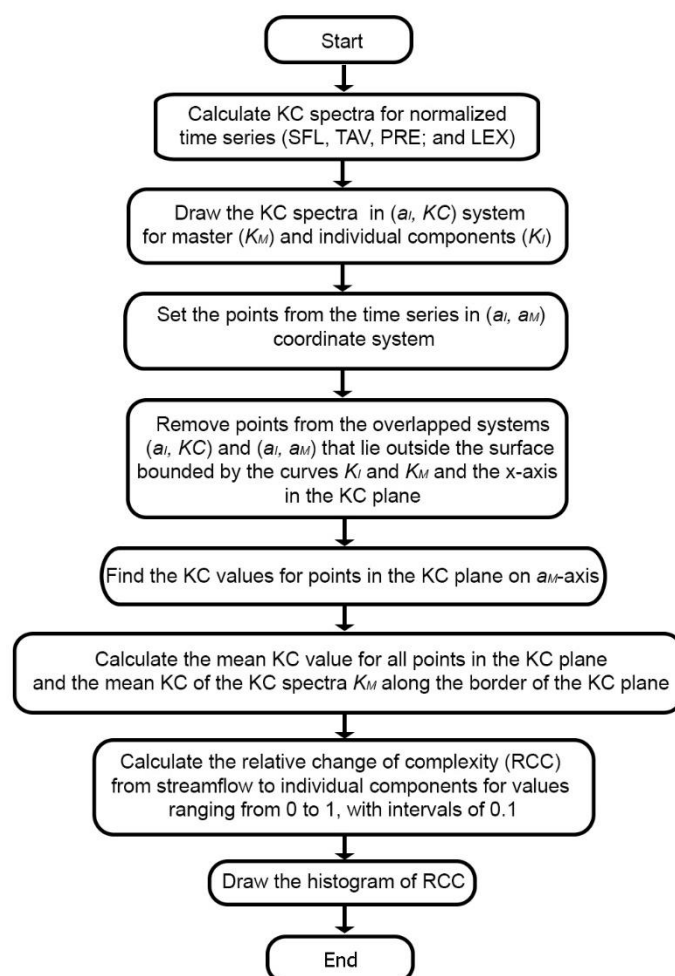 Start
Calculate KC spectra for normalized
time series (SFL, TAV, PRE; and LEX)
Draw the KC spectra in (aI, KC) system
for master (KM) and individual components (KI)
Set the points from the time series in (aI, aM)
coordinate system
Remove points from the overlapped systems
(aI, KC) and (aI, aM) that lie outside the surface
bounded by the curves KI and KM and the x-axis
in the KC plane
Find the KC values for points in the KC plane on aM-axis
Calculate the mean KC value for all points in the KC plane
and the mean KC of the KC spectra KM along the border of the KC plane
Calculate the relative change of complexity (RCC)
from streamflow to individual components for values
ranging from 0 to 1, with intervals of 0.1
Draw the histogram of RCC
End